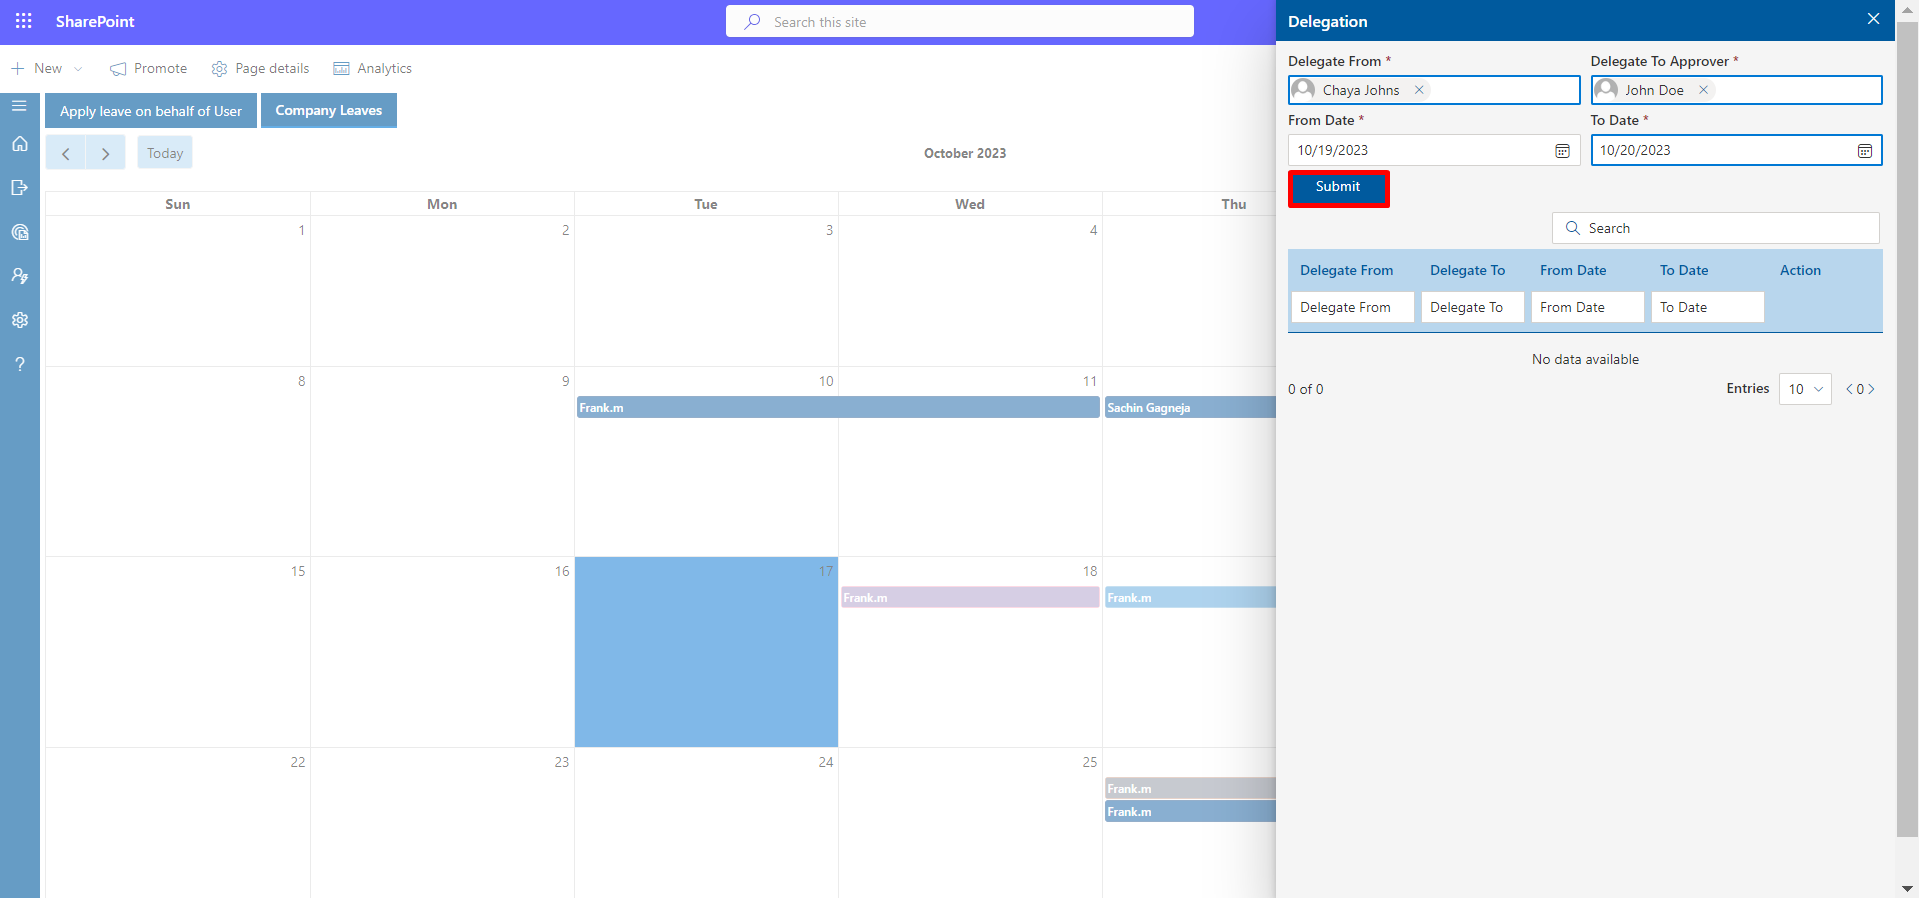 SharePoint
Search this site
New
Promote
Page details
Analytics
Apply leave on behalf of User
Company Leaves
Today
October 2023
Sun
Mon
Tue
Wed
Thu
1
2
3
4
8
9
10
11
Frank.m
Sachin Gagneja
15
16
17
18
Frank.m
Frank.m
22
23
24
25
Frank.m
Frank.m
?
Delegation
Delegate From *
Delegate To Approver *
Chaya Johns
John Doe
From Date *
To Date *
10/19/2023
10/20/2023
Submit
Search
Delegate From
Delegate To
From Date
To Date
Action
Delegate From
Delegate To
From Date
To Date
No data available
0 of 0
Entries
10
0